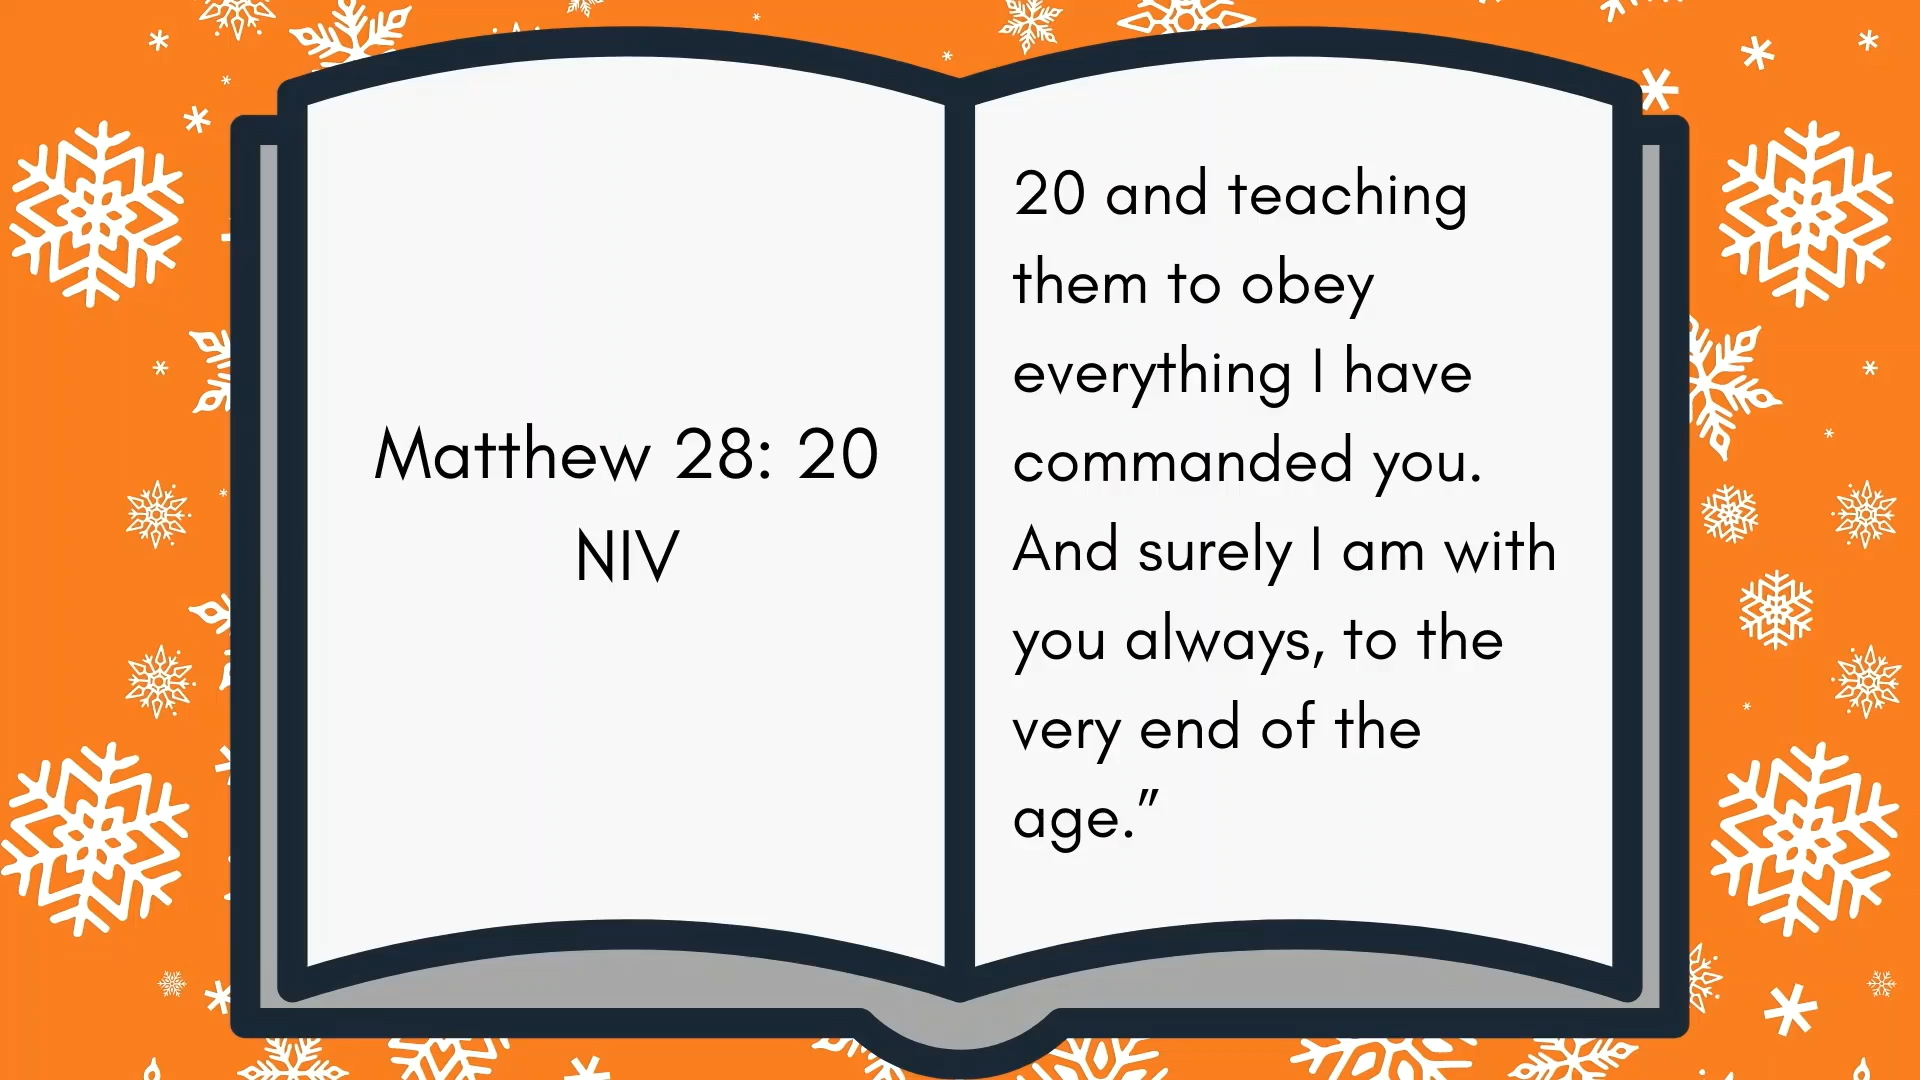 Matthew 28: 20
NIV
20 and teaching
them to obey
everything I have
commanded you.
And surely I am with
you always, to the
very end of the
age.”